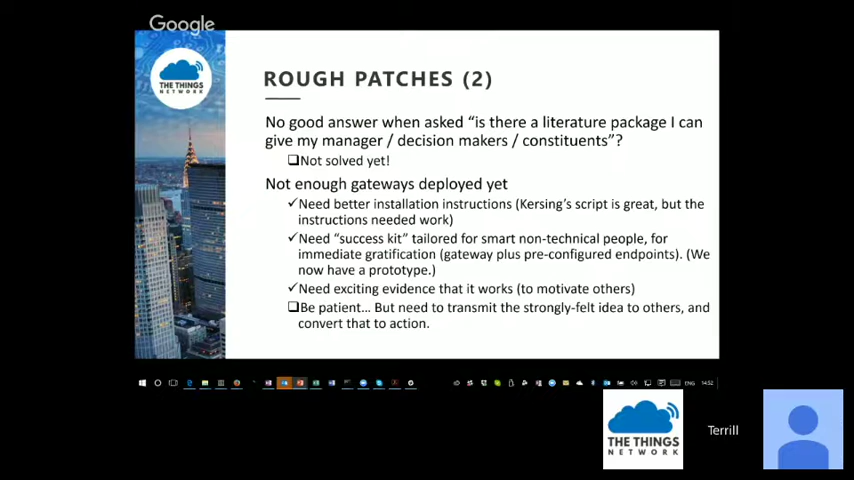 Google
THE THINGS
NETWORK
ROUGH PATCHES (2)
No good answer when asked “is there a literature package I can
give my manager / decision makers / constituents”?
❑Not solved yet!
Not enough gateways deployed yet
✓Need better installation instructions (Kersing’s script is great, but the
instructions needed work)
✓Need “success kit” tailored for smart non-technical people, for
immediate gratification (gateway plus pre-configured endpoints). (We
now have a prototype.)
✓Need exciting evidence that it works (to motivate others)
❑Be patient… But need to transmit the strongly-felt idea to others, and
convert that to action.
ENG 14:52
THE THINGS
NETWORK
Terrill